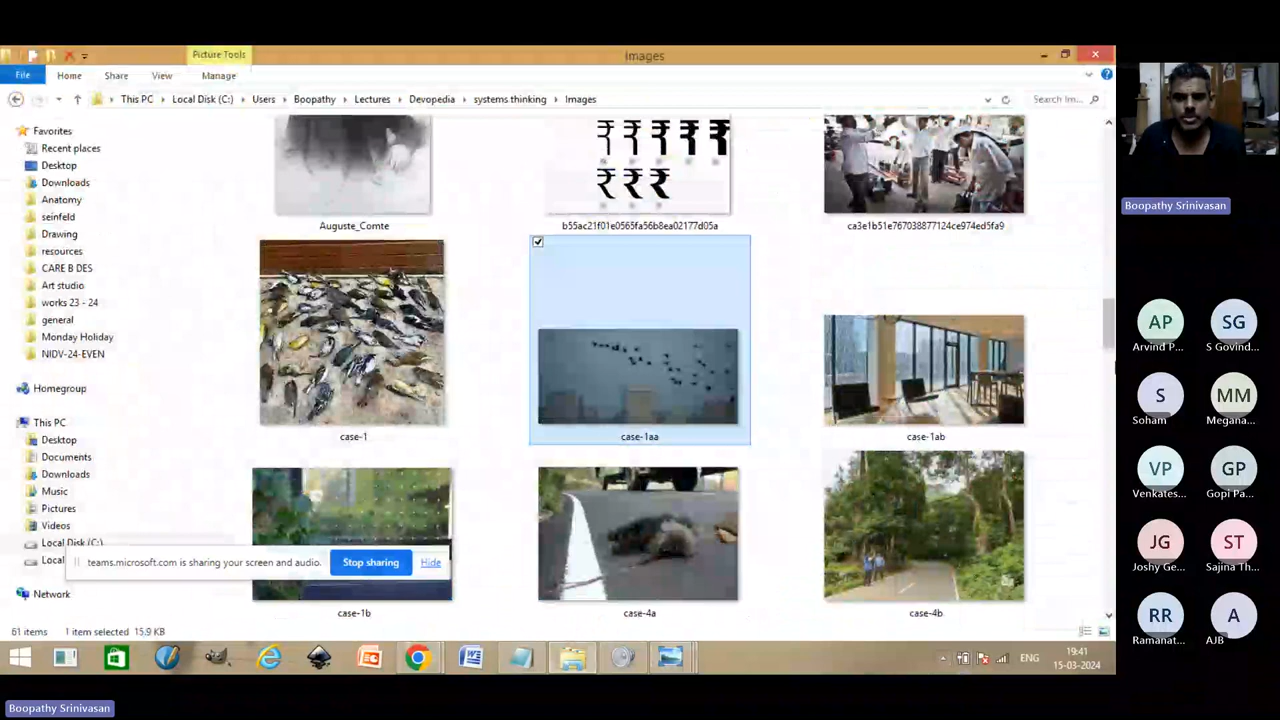 Picture Tools
Images
File
Home
Share
View
Manage
This PC
Local Disk (C:)
Users
Boopathy
Lectures
Devopedia
systems thinking
Images
Search Im...
Favorites
Recent places
Desktop
Downloads
Anatomy
seinfeld
Drawing
resources
CARE B DES
Art studio
works 23 - 24
general
Monday Holiday
NIDV-24-EVEN
Homegroup
This PC
Desktop
Documents
Downloads
Music
Pictures
Videos
Local Disk (C:)
Network
Auguste_Comte
b55ac21f01e0565fa56b8ea02177d05a
ca3e1b51e767038877124ce974ed5fa9
case-1
case-1aa
case-1ab
case-1b
case-4a
case-4b
teams.microsoft.com is sharing your screen and audio.
Stop sharing
Hide
61 items
1 item selected 15.9 KB
ENG
19:41
15-03-2024
Boopathy Srinivasan
AP
Arvind P...
SG
S Govind...
S
Soham
MM
Megana...
VP
Venkates...
GP
Gopi Pa...
JG
Joshy Ge...
ST
Sajina Th...
RR
Ramanat...
A
AJB
Boopathy Srinivasan